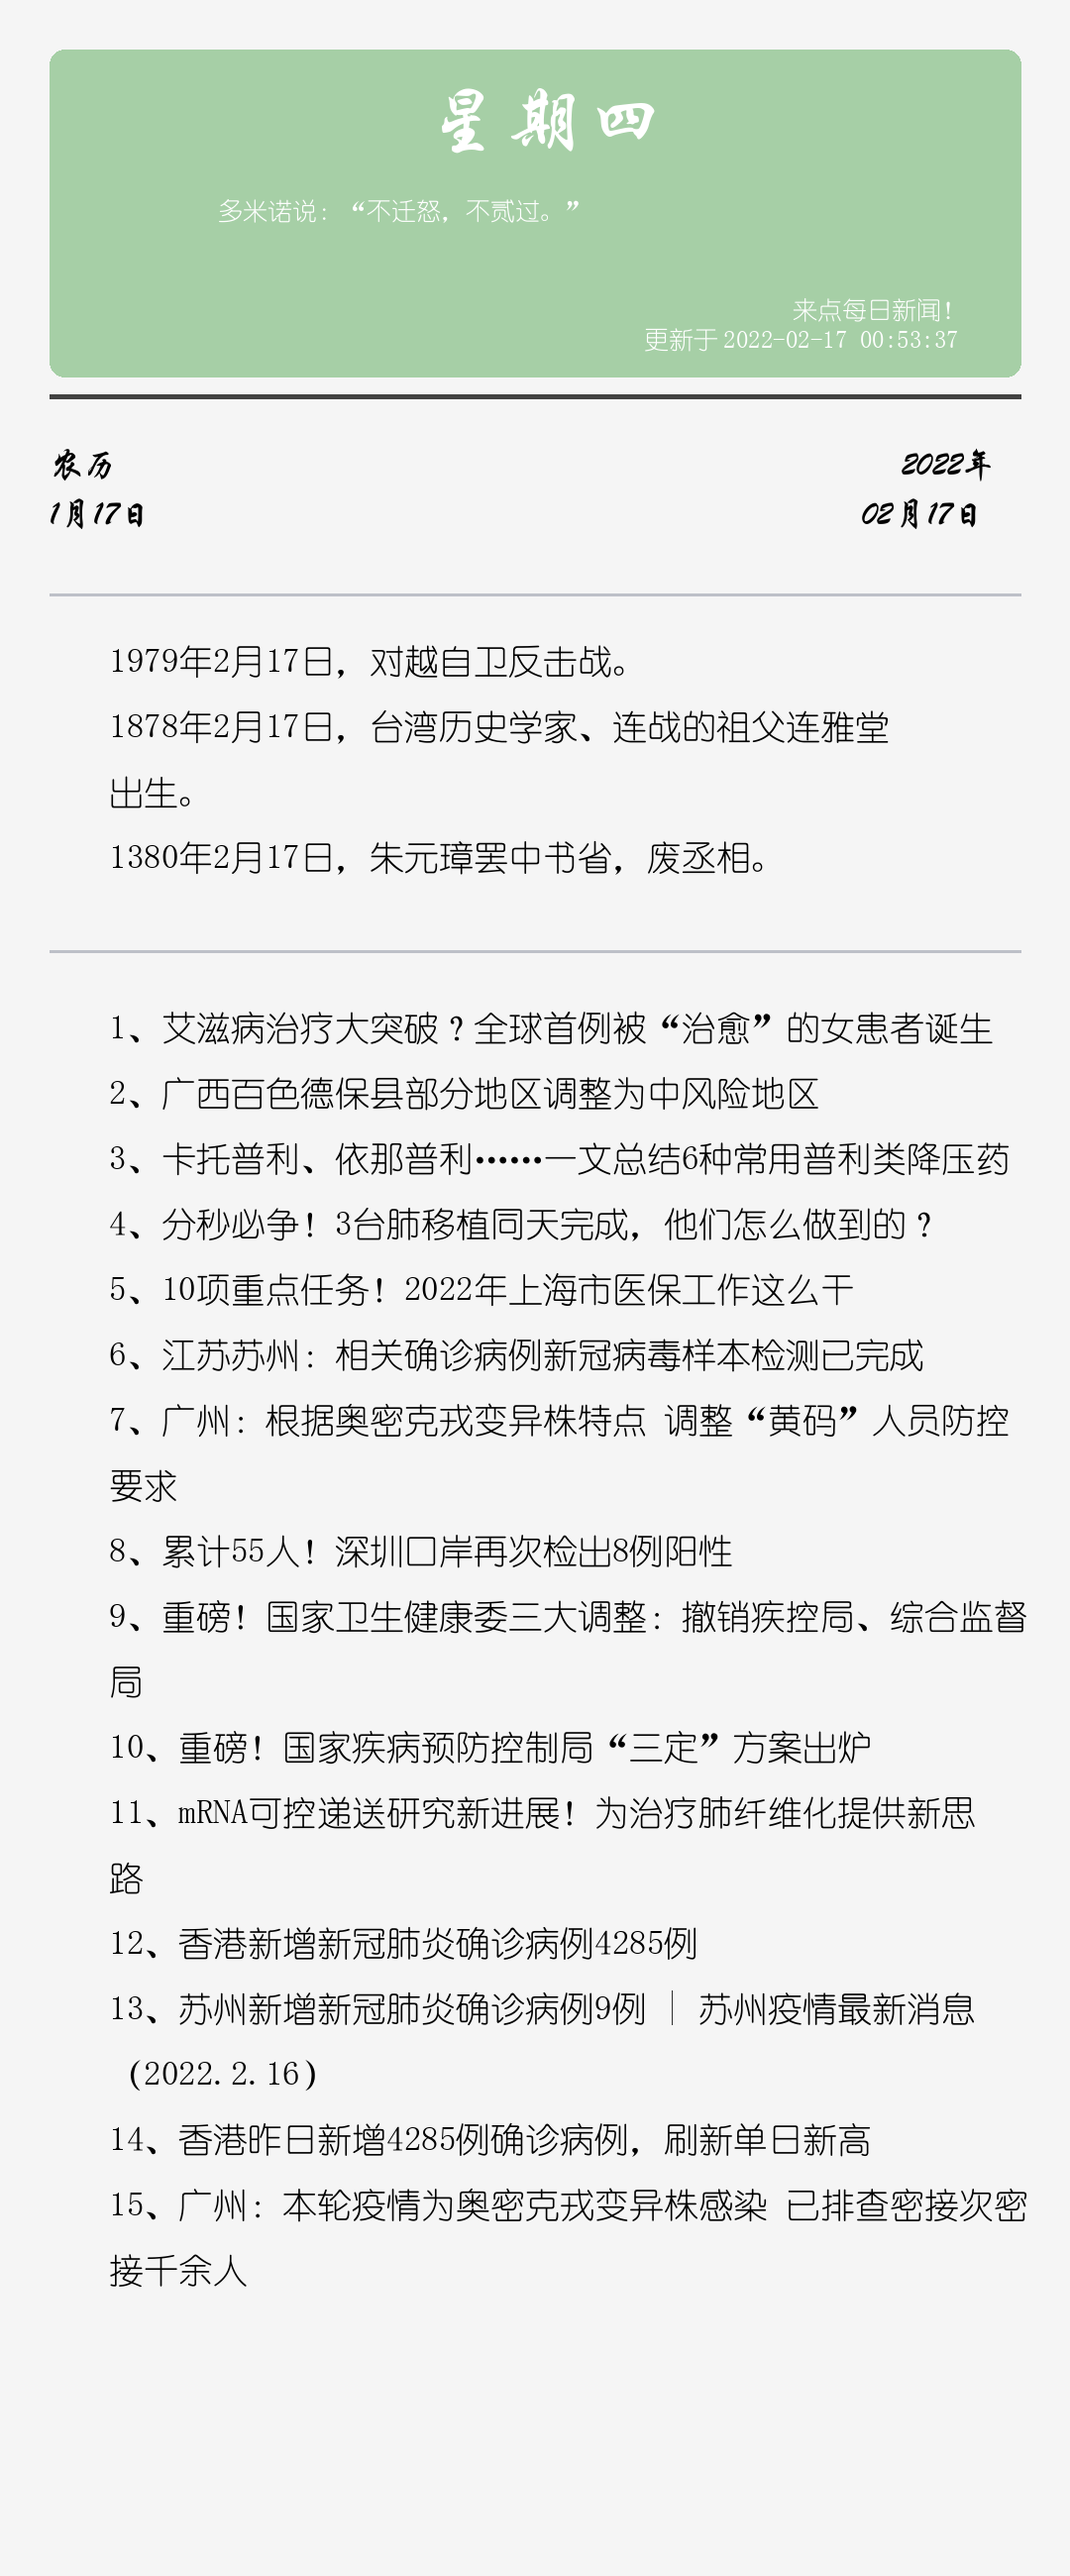 星期四
多米诺说：“不迁怒，不贰过。”
来点每日新闻！
更新于2022-02-17 00:53:37
农历
2022年
1月17日
02月17日
1979年2月17日，对越自卫反击战。
1878年2月17日，台湾历史学家、连战的祖父连雅堂
出生。
1380年2月17日，朱元璋罢中书省，废丞相。
1、艾滋病治疗大突破？全球首例被“治愈”的女患者诞生
2、广西百色德保县部分地区调整为中风险地区
3、卡托普利、依那普利……一文总结6种常用普利类降压药
4、分秒必争！3台肺移植同天完成，他们怎么做到的？
5、10项重点任务！2022年上海市医保工作这么干
6、江苏苏州：相关确诊病例新冠病毒样本检测已完成
7、广州：根据奥密克戎变异株特点 调整“黄码”人员防控
要求
8、累计55人！深圳口岸再次检出8例阳性
9、重磅！国家卫生健康委三大调整：撤销疾控局、综合监督
局
10、重磅！国家疾病预防控制局“三定”方案出炉
11、mRNA可控递送研究新进展！为治疗肺纤维化提供新思
路
12、香港新增新冠肺炎确诊病例4285例
13、苏州新增新冠肺炎确诊病例9例 | 苏州疫情最新消息
（2022.2.16）
14、香港昨日新增4285例确诊病例，刷新单日新高
15、广州：本轮疫情为奥密克戎变异株感染 已排查密接次密
接千余人